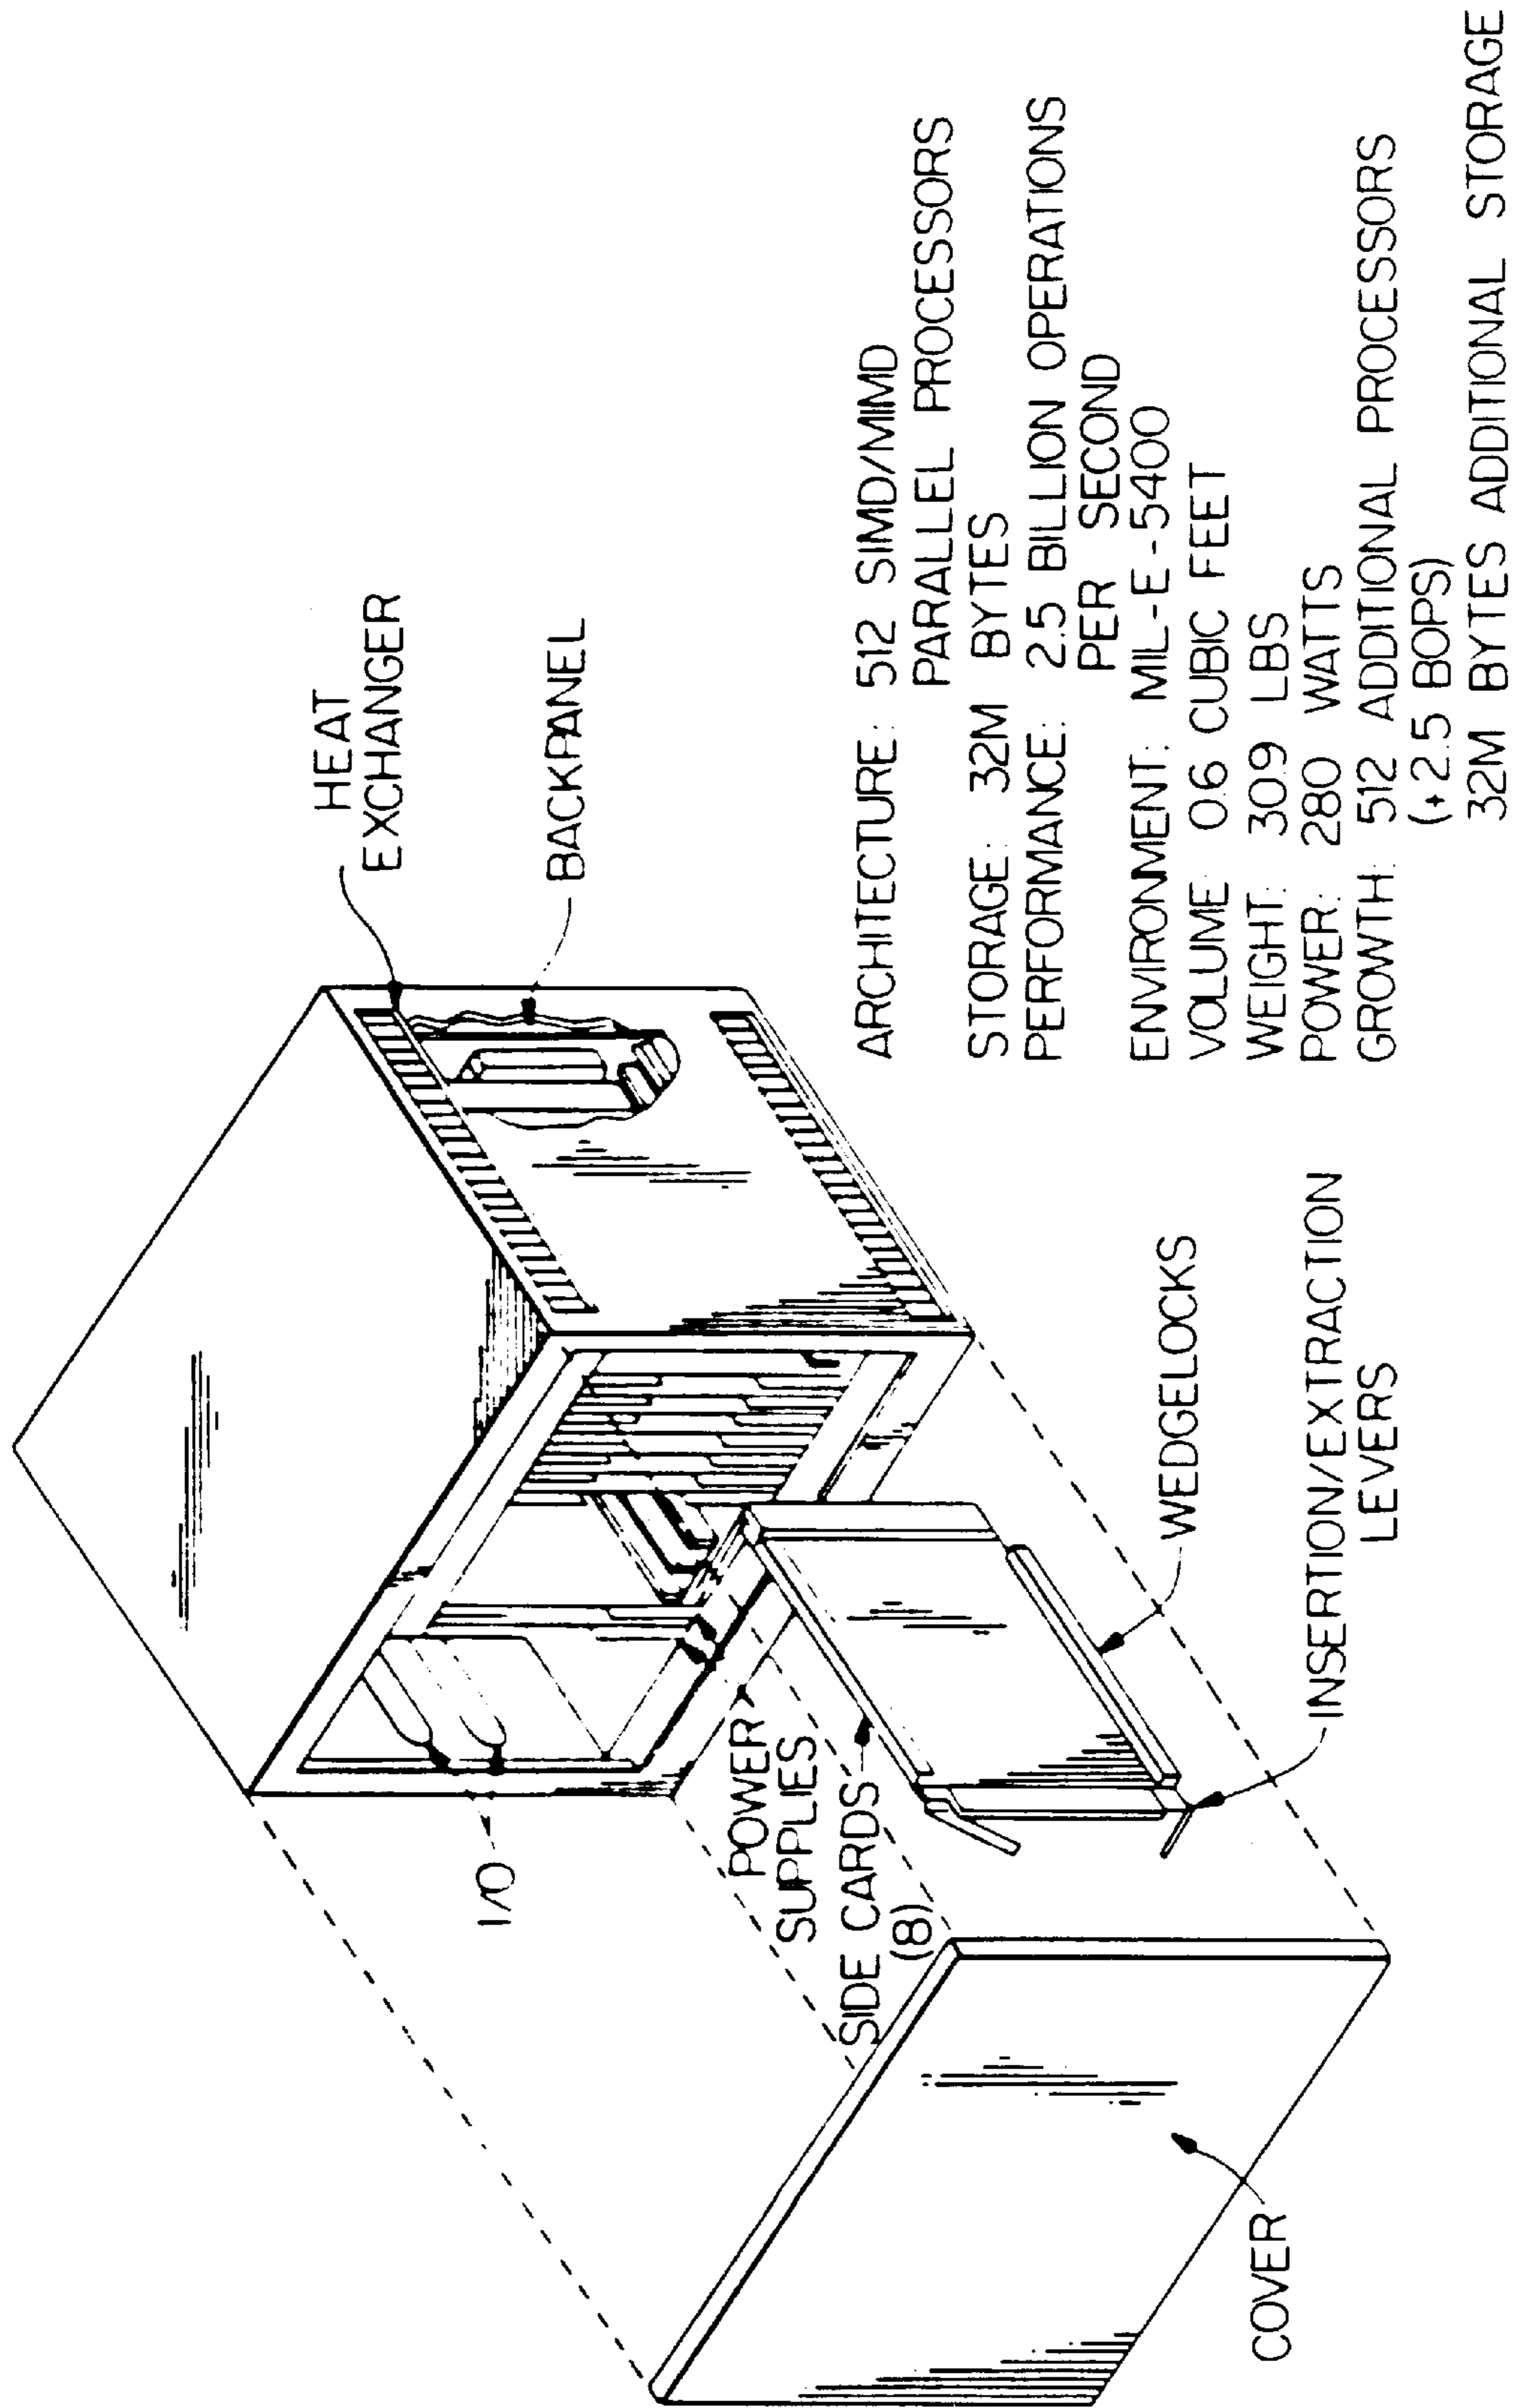 HEAT
EXCHANGER
BACKPANEL
I/O
POWER
SUPPLIES
SIDE CARDS
(8)
WEDGELOCKS
INSERTION/EXTRACTION
LEVERS
COVER
ARCHITECTURE: 512 SIMD/MIMD
PARALLEL PROCESSORS
STORAGE: 32M BYTES
PERFORMANCE: 2.5 BILLION OPERATIONS
PER SECOND
ENVIRONMENT: MIL-E-5400
VOLUME: 0.6 CUBIC FEET
WEIGHT: 30.9 LBS
POWER: 280 WATTS
GROWTH: 512 ADDITIONAL PROCESSORS
(+2.5 BOPS)
32M BYTES ADDITIONAL STORAGE